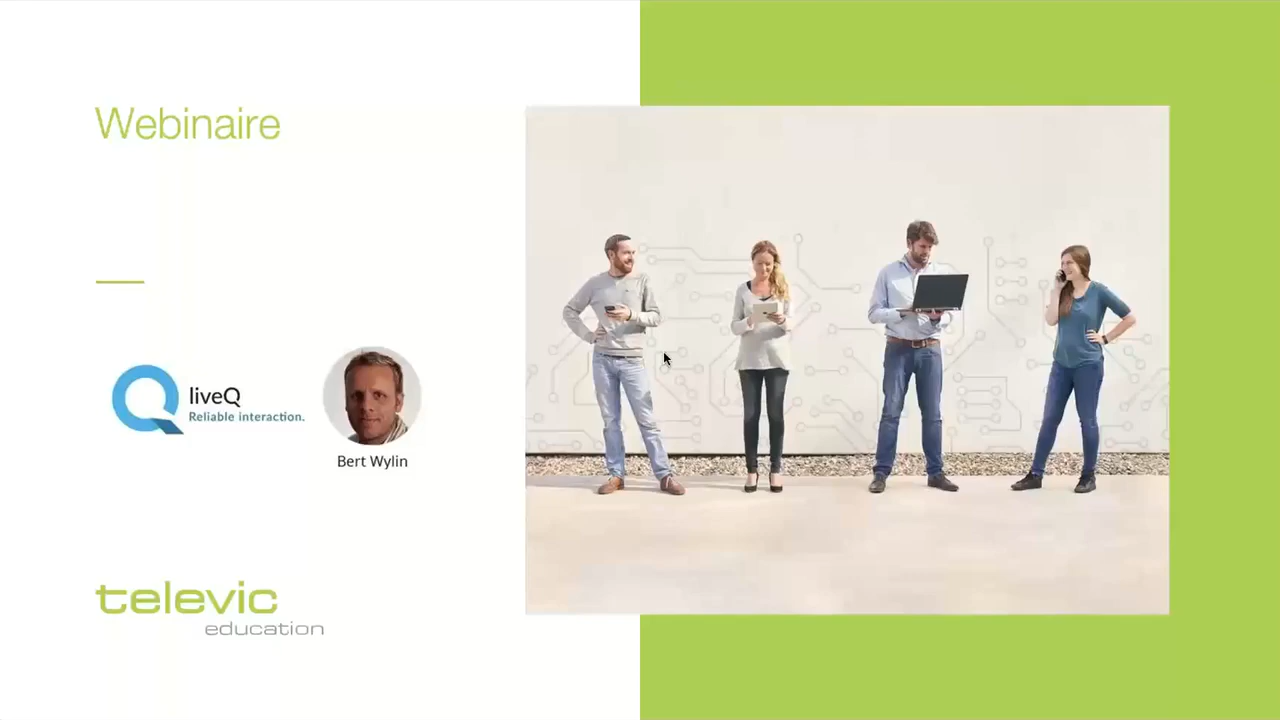 Webinaire
liveQ
Reliable interaction.
Bert Wylin
televic
education